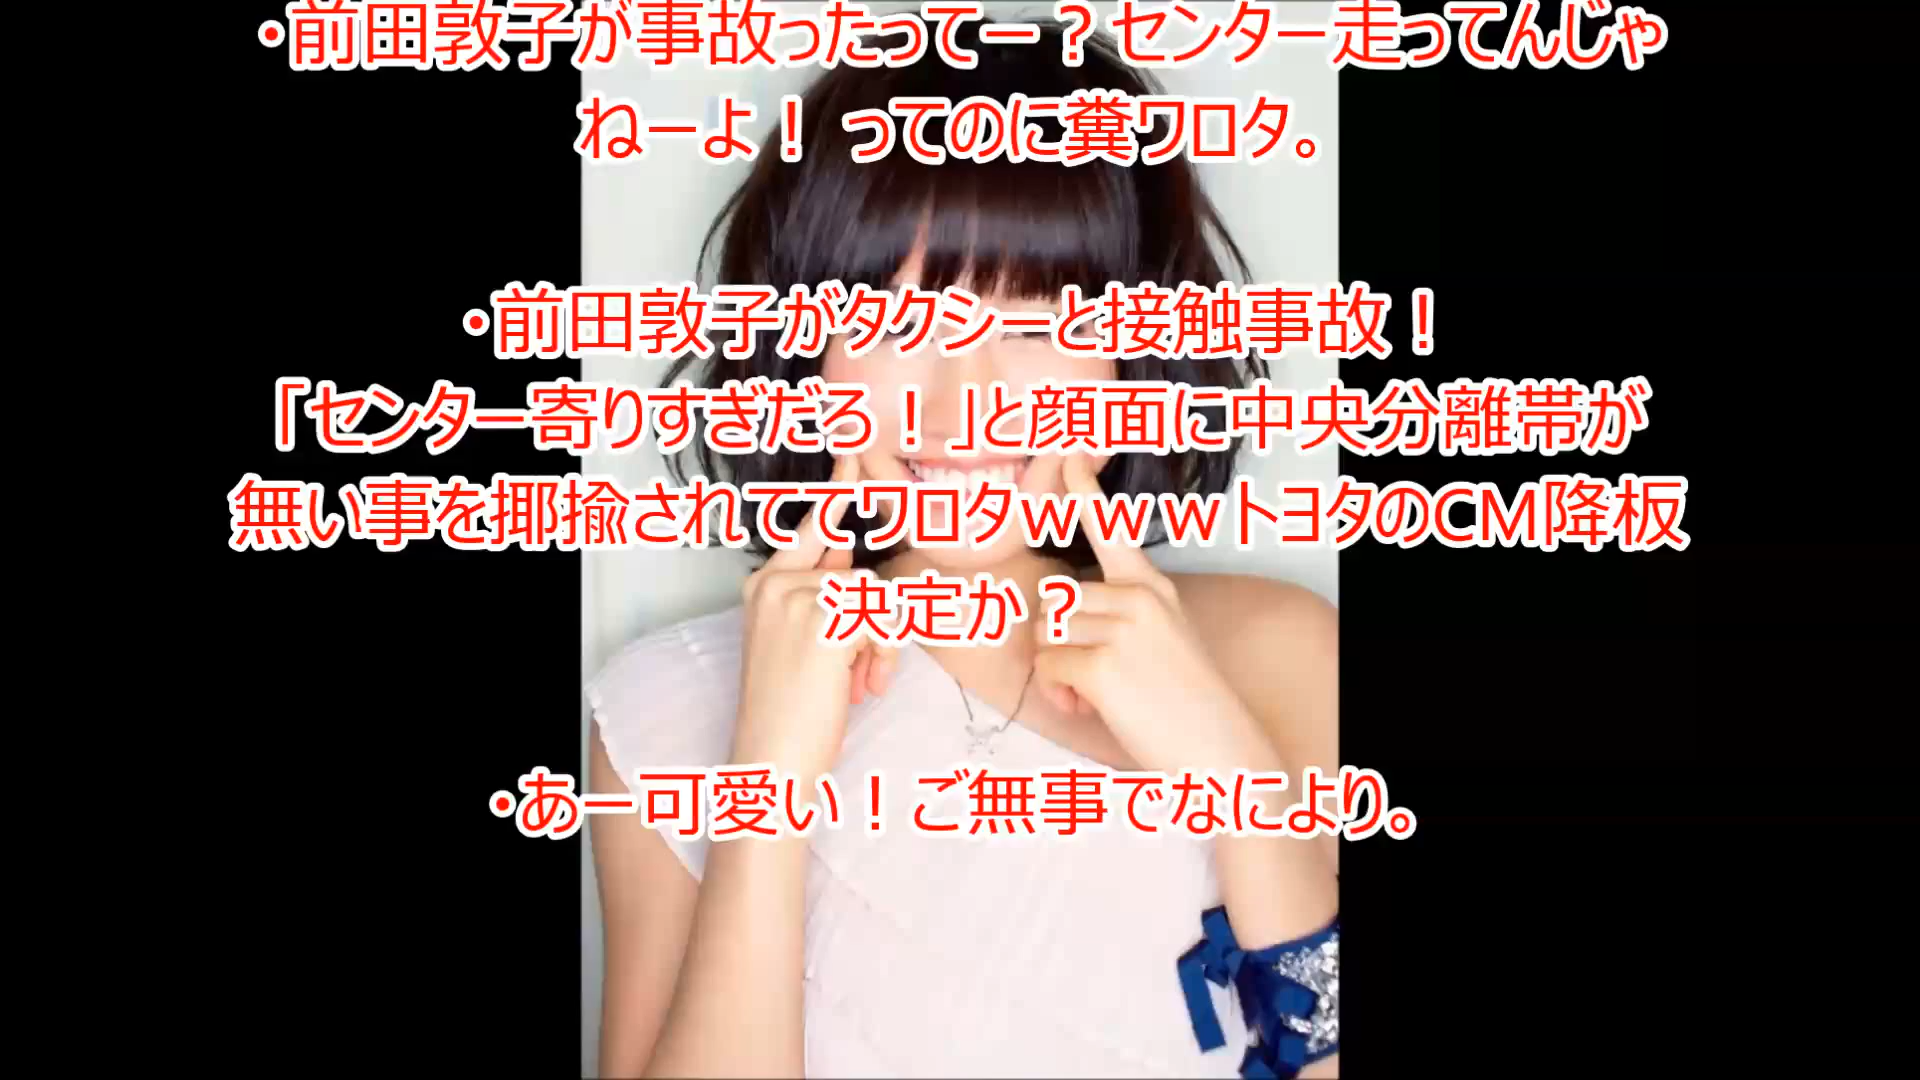 ・前田敦子が事故ったってー？センター走ってんじゃ
ねーよ！ ってのに糞ワロタ。
・前田敦子がタクシーと接触事故！
「センター寄りすぎだろ！」と顔面に中央分離帯が
無い事を揶揄されててワロタｗｗｗトヨタのCM降板
決定か？
・あー可愛い！ご無事でなにより。